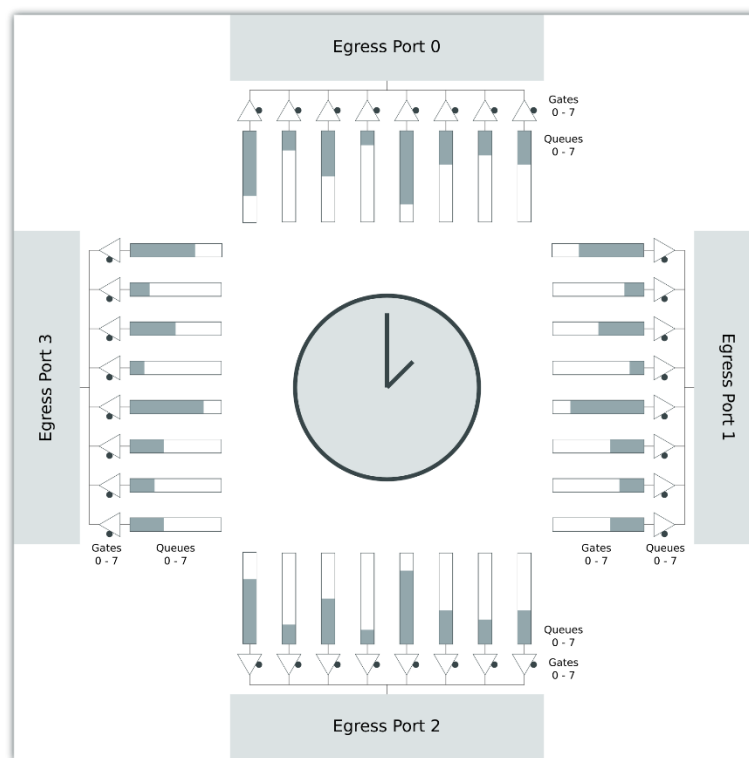 Egress Port 0
Gates
0 - 7
Queues
0 - 7
Egress Port 3
Egress Port 1
Gates
0 - 7
Queues
0 - 7
Gates
0 - 7
Queues
0 - 7
Queues
0 - 7
Gates
0 - 7
Egress Port 2